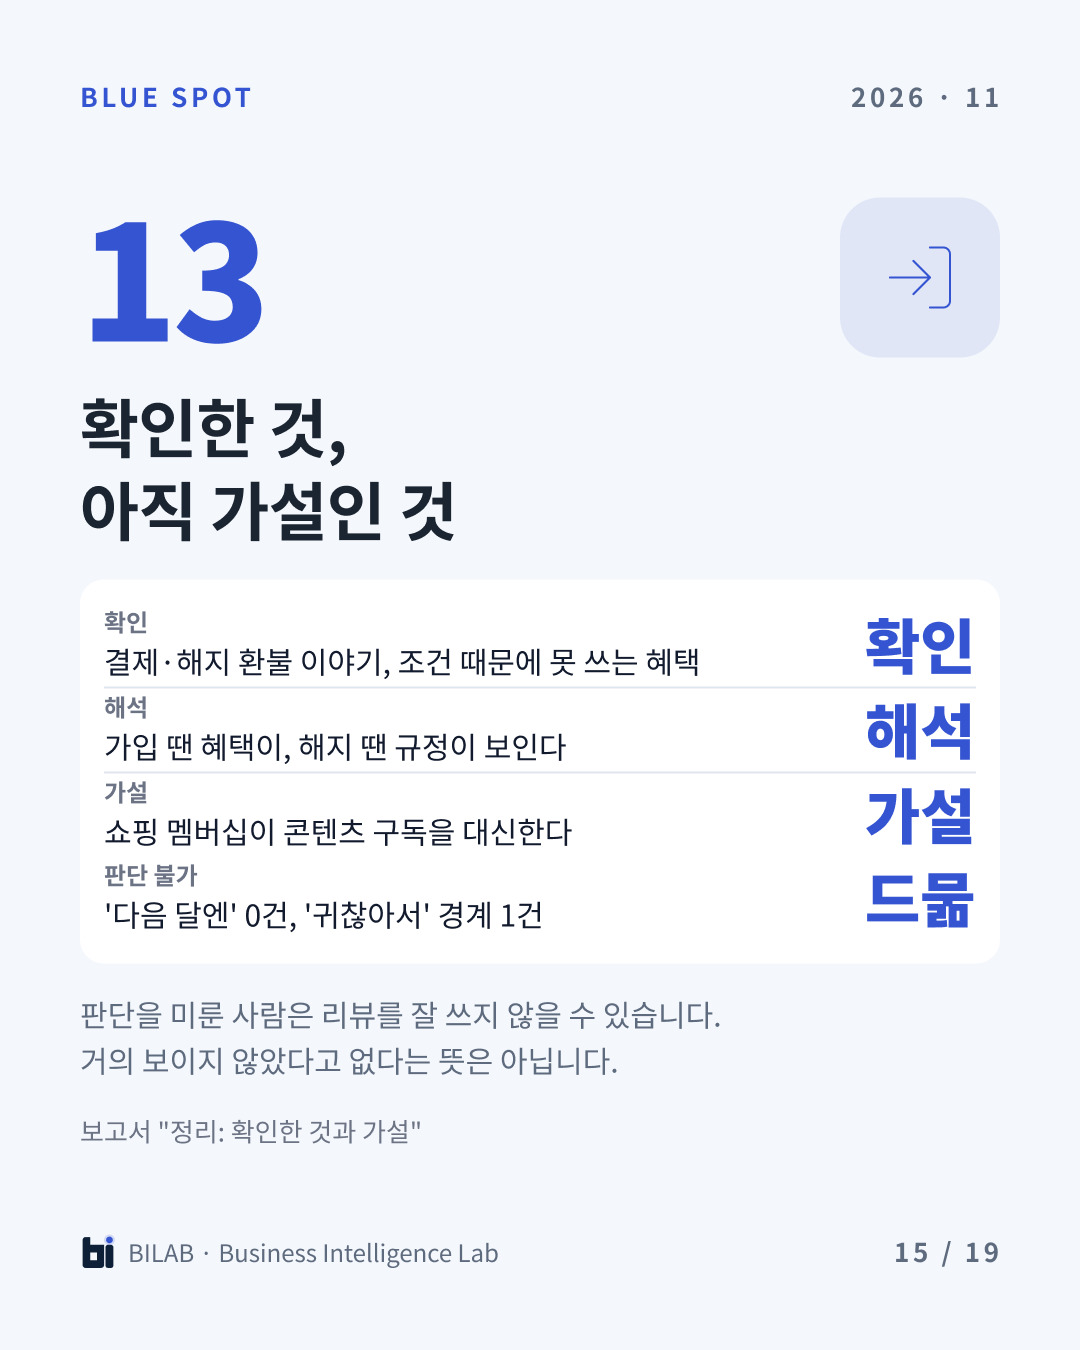 BLUE SPOT
2026 · 11
13
확인한 것,
아직 가설인 것
확인
결제·해지 환불 이야기, 조건 때문에 못 쓰는 혜택
확인
해석
가입 땐 혜택이, 해지 땐 규정이 보인다
해석
가설
쇼핑 멤버십이 콘텐츠 구독을 대신한다
가설
판단 불가
'다음 달엔' 0건, '귀찮아서' 경계 1건
드묾
판단을 미룬 사람은 리뷰를 잘 쓰지 않을 수 있습니다.
거의 보이지 않았다고 없다는 뜻은 아닙니다.
보고서 "정리: 확인한 것과 가설"
bi BILAB · Business Intelligence Lab
15 / 19